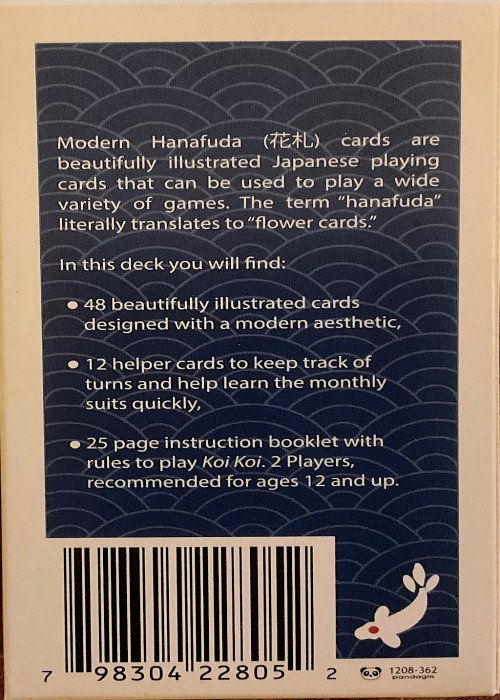 Modern Hanafuda (花札) cards are
beautifully illustrated Japanese playing
cards that can be used to play a wide
variety of games. The term “hanafuda”
literally translates to “flower cards.”
In this deck you will find:
● 48 beautifully illustrated cards
designed with a modern aesthetic,
● 12 helper cards to keep track of
turns and help learn the monthly
suits quickly,
● 25 page instruction booklet with
rules to play Koi Koi. 2 Players,
recommended for ages 12 and up.
7 98304 22805 2
1208-362
pandagm